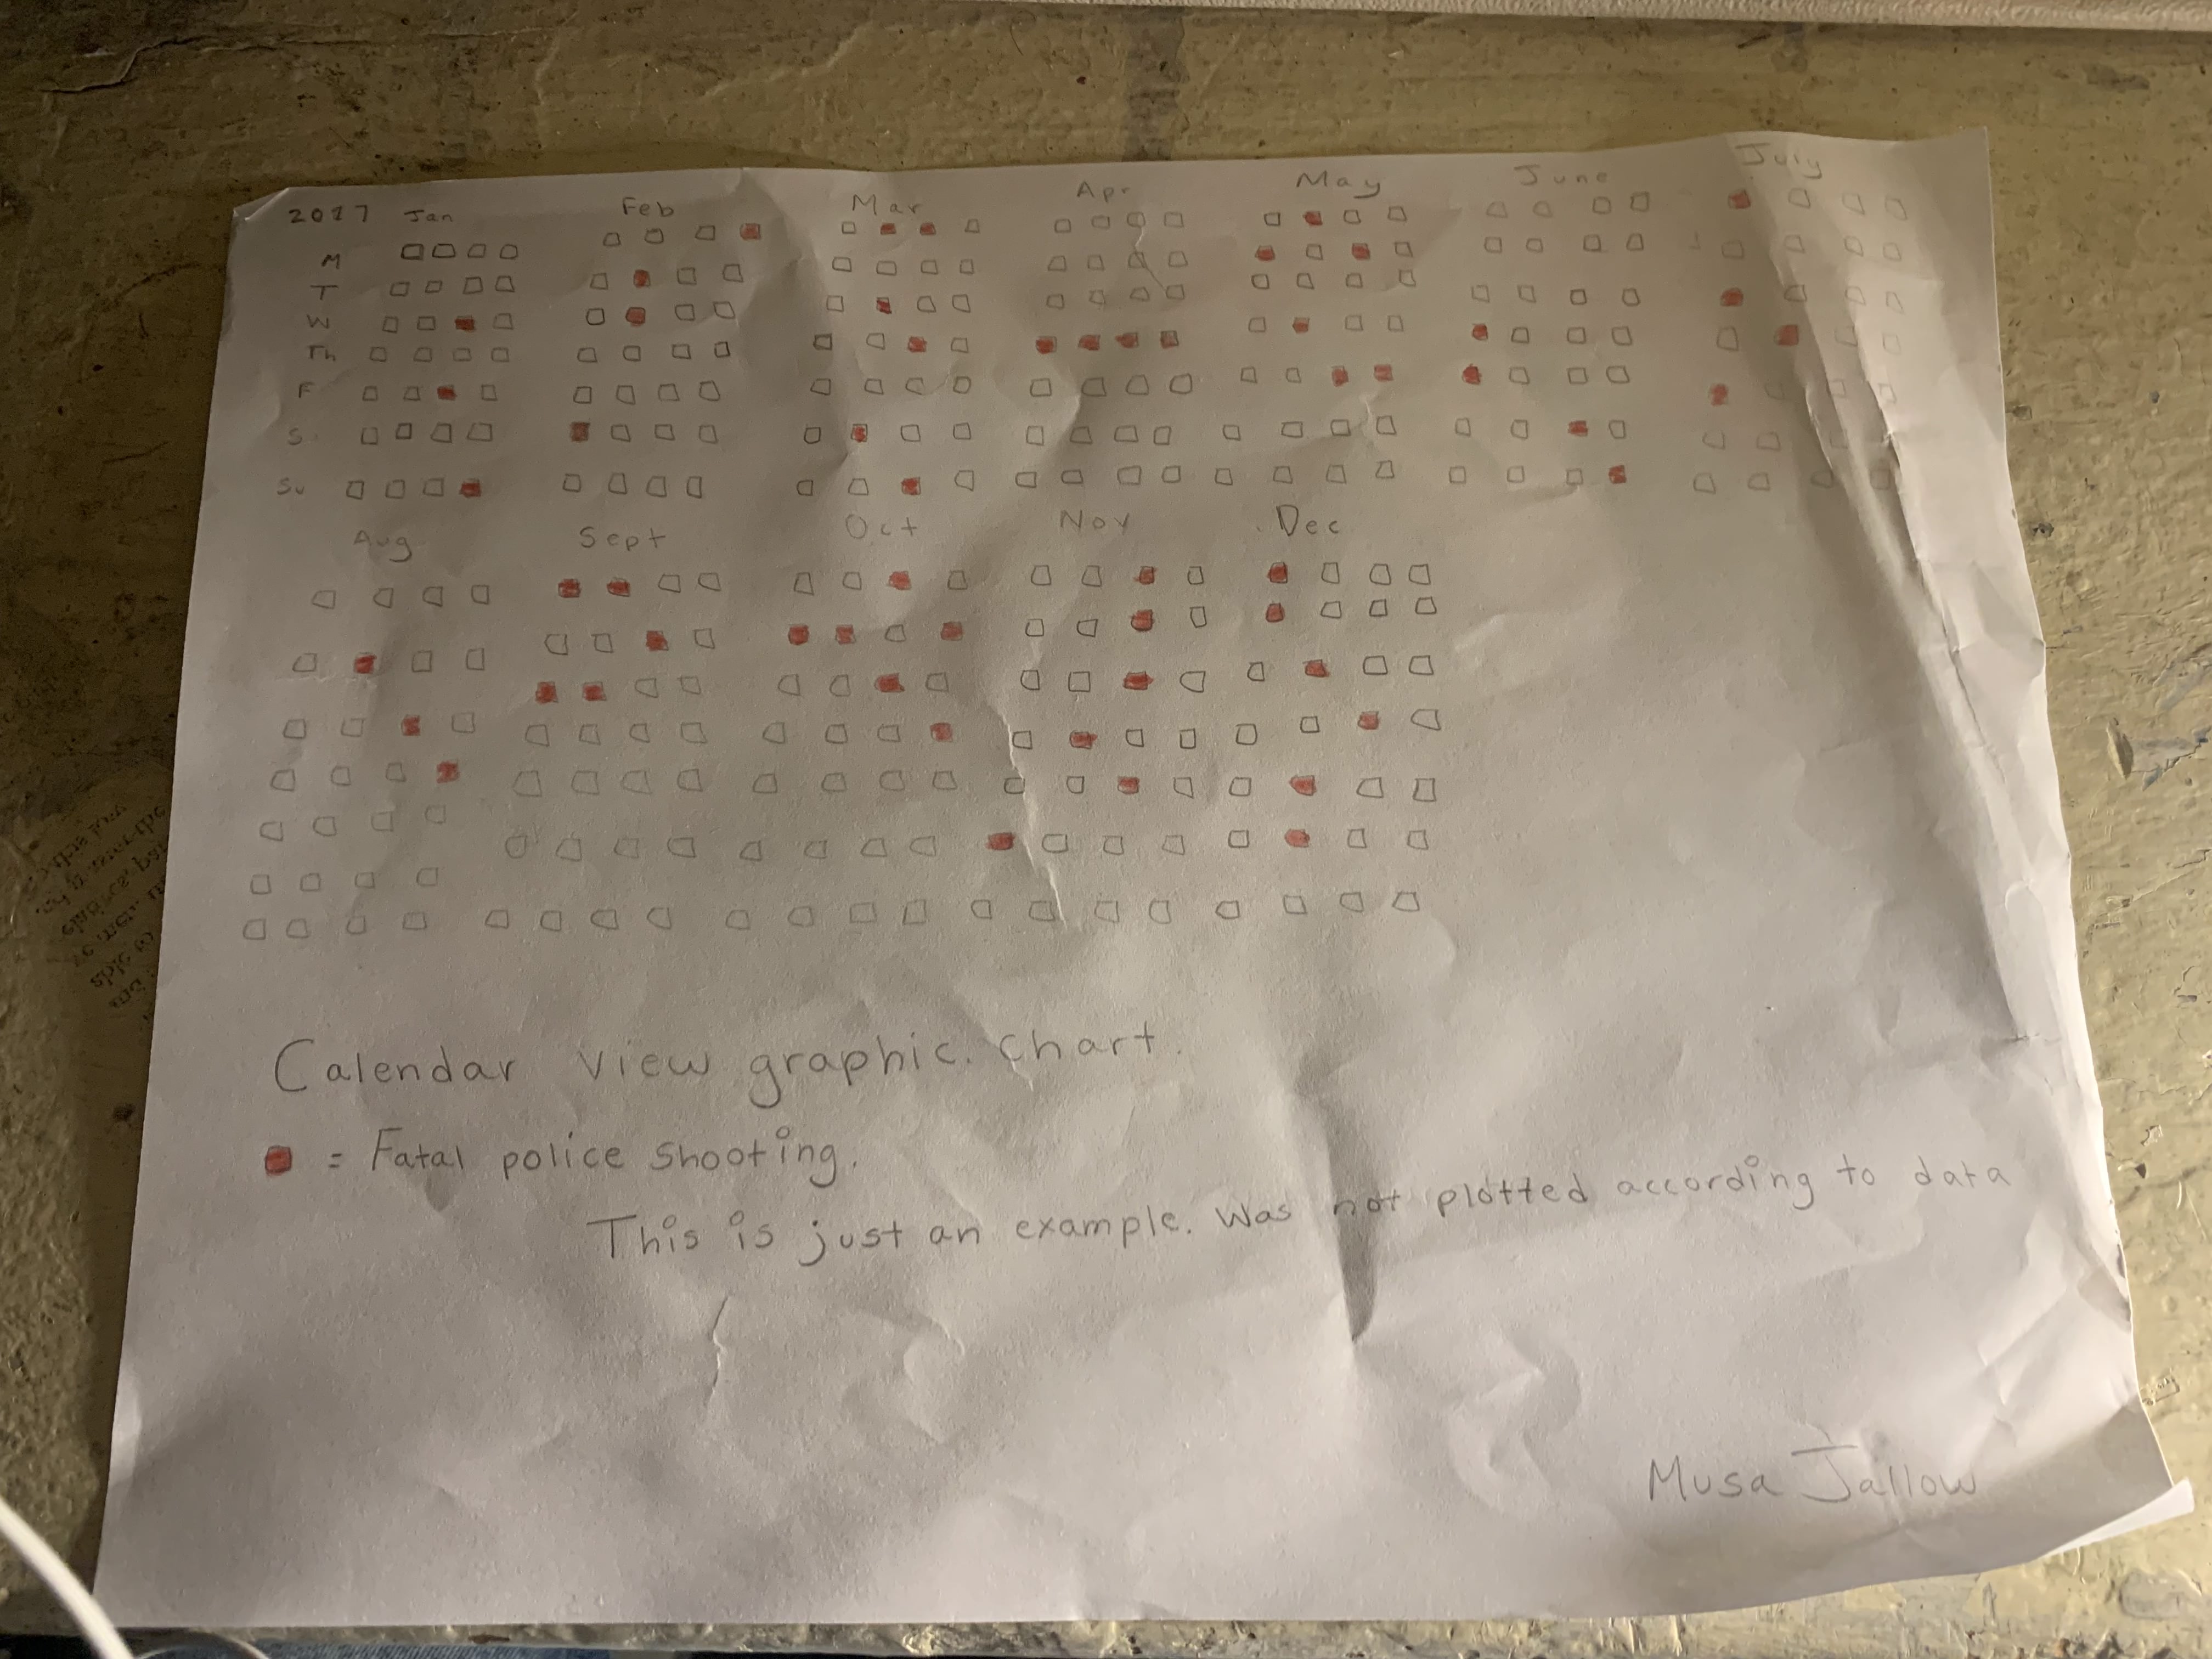 2017 Jan Feb Mar Apr May June July
M
T
W
Th
F
S
Su
Aug Sept Oct Nov Dec
Calendar view graphic. chart.
= Fatal police shooting.
This is just an example. Was not plotted according to data
Musa Jallow